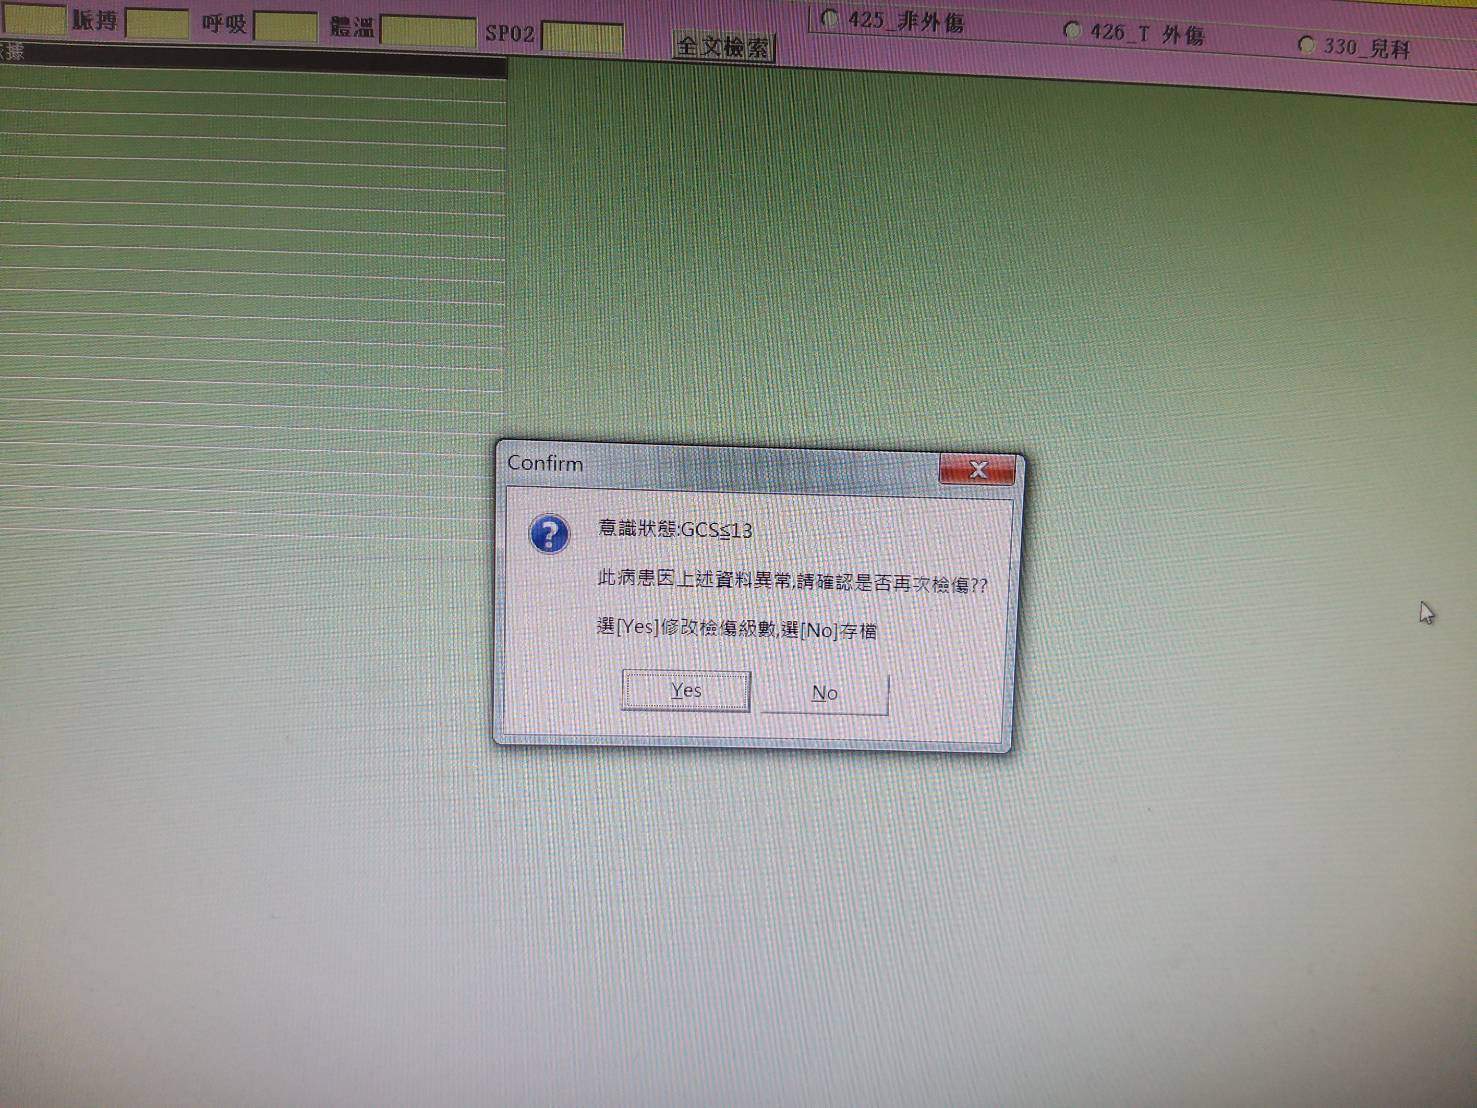 脈搏 呼吸 體溫 SPO2 全文檢索 425_非外傷 426_T 外傷 330_兒科
據
Confirm
意識狀態:GCS≦13
此病患因上述資料異常,請確認是否再次檢傷??
選[Yes]修改檢傷級數,選[No]存檔
Yes No